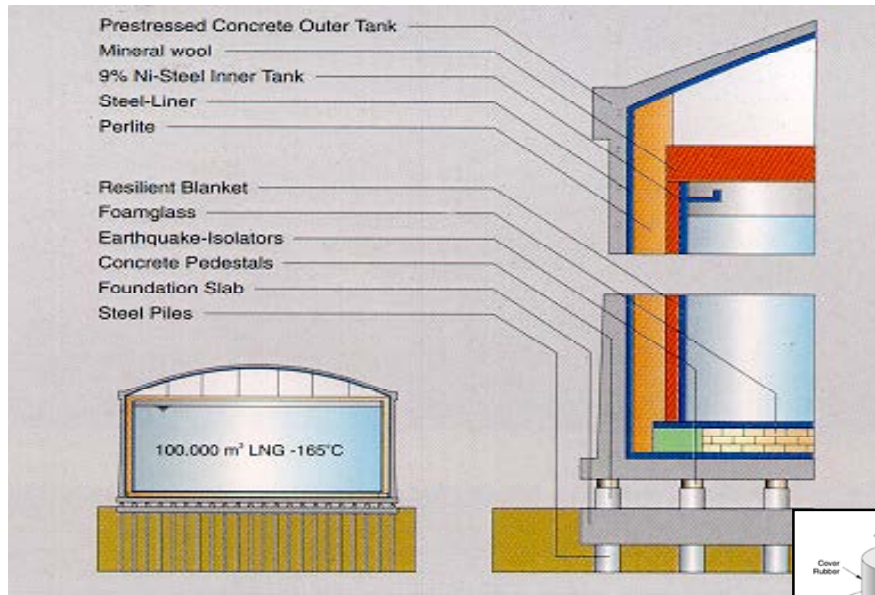 Prestressed Concrete Outer Tank
Mineral wool
9% Ni-Steel Inner Tank
Steel-Liner
Perlite
Resilient Blanket
Foamglass
Earthquake-Isolators
Concrete Pedestals
Foundation Slab
Steel Piles
100.000 m³ LNG -165°C
Cover
Rubber